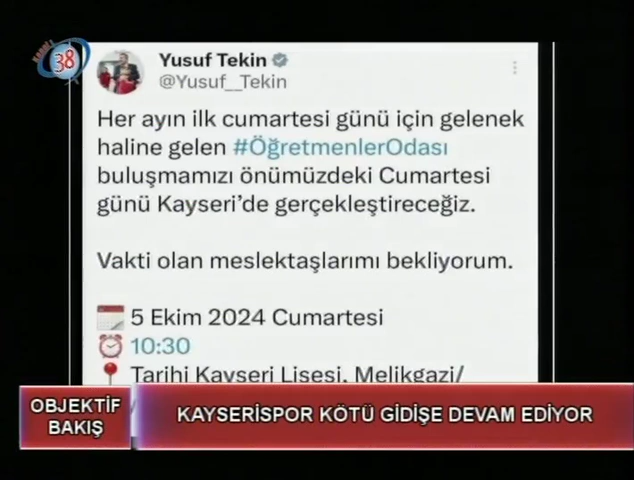 KANAL
38
Yusuf Tekin
@Yusuf__Tekin
Her ayın ilk cumartesi günü için gelenek
haline gelen #ÖğretmenlerOdası
buluşmamızı önümüzdeki Cumartesi
günü Kayseri'de gerçekleştireceğiz.
Vakti olan meslektaşlarımı bekliyorum.
5 Ekim 2024 Cumartesi
10:30
Tarihi Kayseri Lisesi, Melikgazi/
OBJEKTİF
BAKIŞ
KAYSERİSPOR KÖTÜ GİDİŞE DEVAM EDİYOR